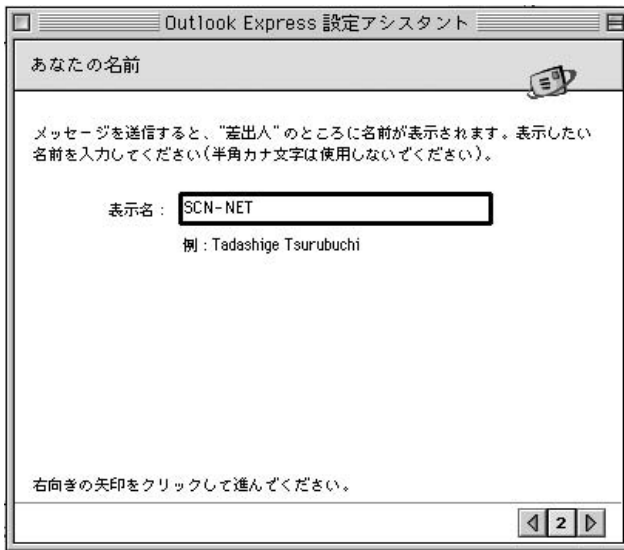 Outlook Express 設定アシスタント
あなたの名前
メッセージを送信すると、"差出人"のところに名前が表示されます。表示したい
名前を入力してください(半角カナ文字は使用しないでください)。
表示名: SCN-NET
例:Tadashige Tsurubuchi
右向きの矢印をクリックして進んでください。
2